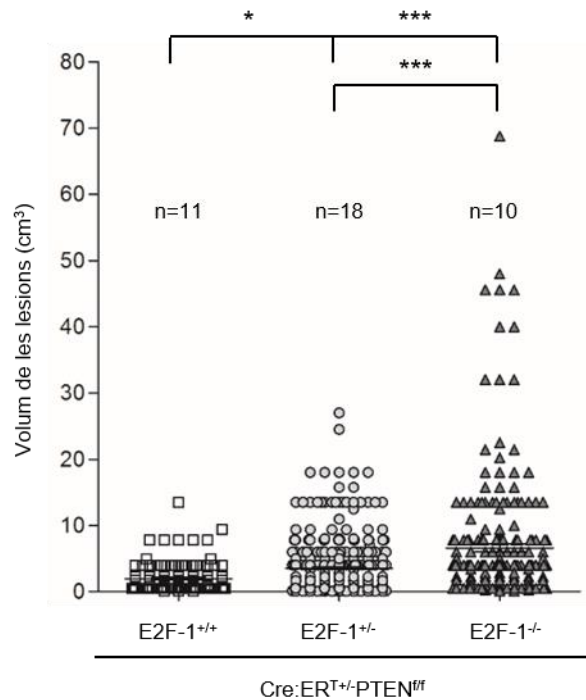 * ***
***
80
70
60
50
40
30
20
10
0
Volum de les lesions (cm³)
n=11 n=18 n=10
E2F-1+/+ E2F-1+/- E2F-1-/-
Cre:ERT+/-PTENf/f